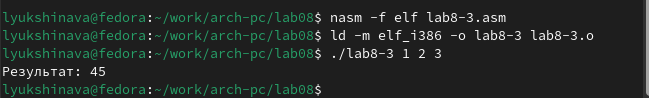 lyukshinava@fedora:~/work/arch-pc/lab08$ nasm -f elf lab8-3.asm
lyukshinava@fedora:~/work/arch-pc/lab08$ ld -m elf_i386 -o lab8-3 lab8-3.o
lyukshinava@fedora:~/work/arch-pc/lab08$ ./lab8-3 1 2 3
Результат: 45
lyukshinava@fedora:~/work/arch-pc/lab08$